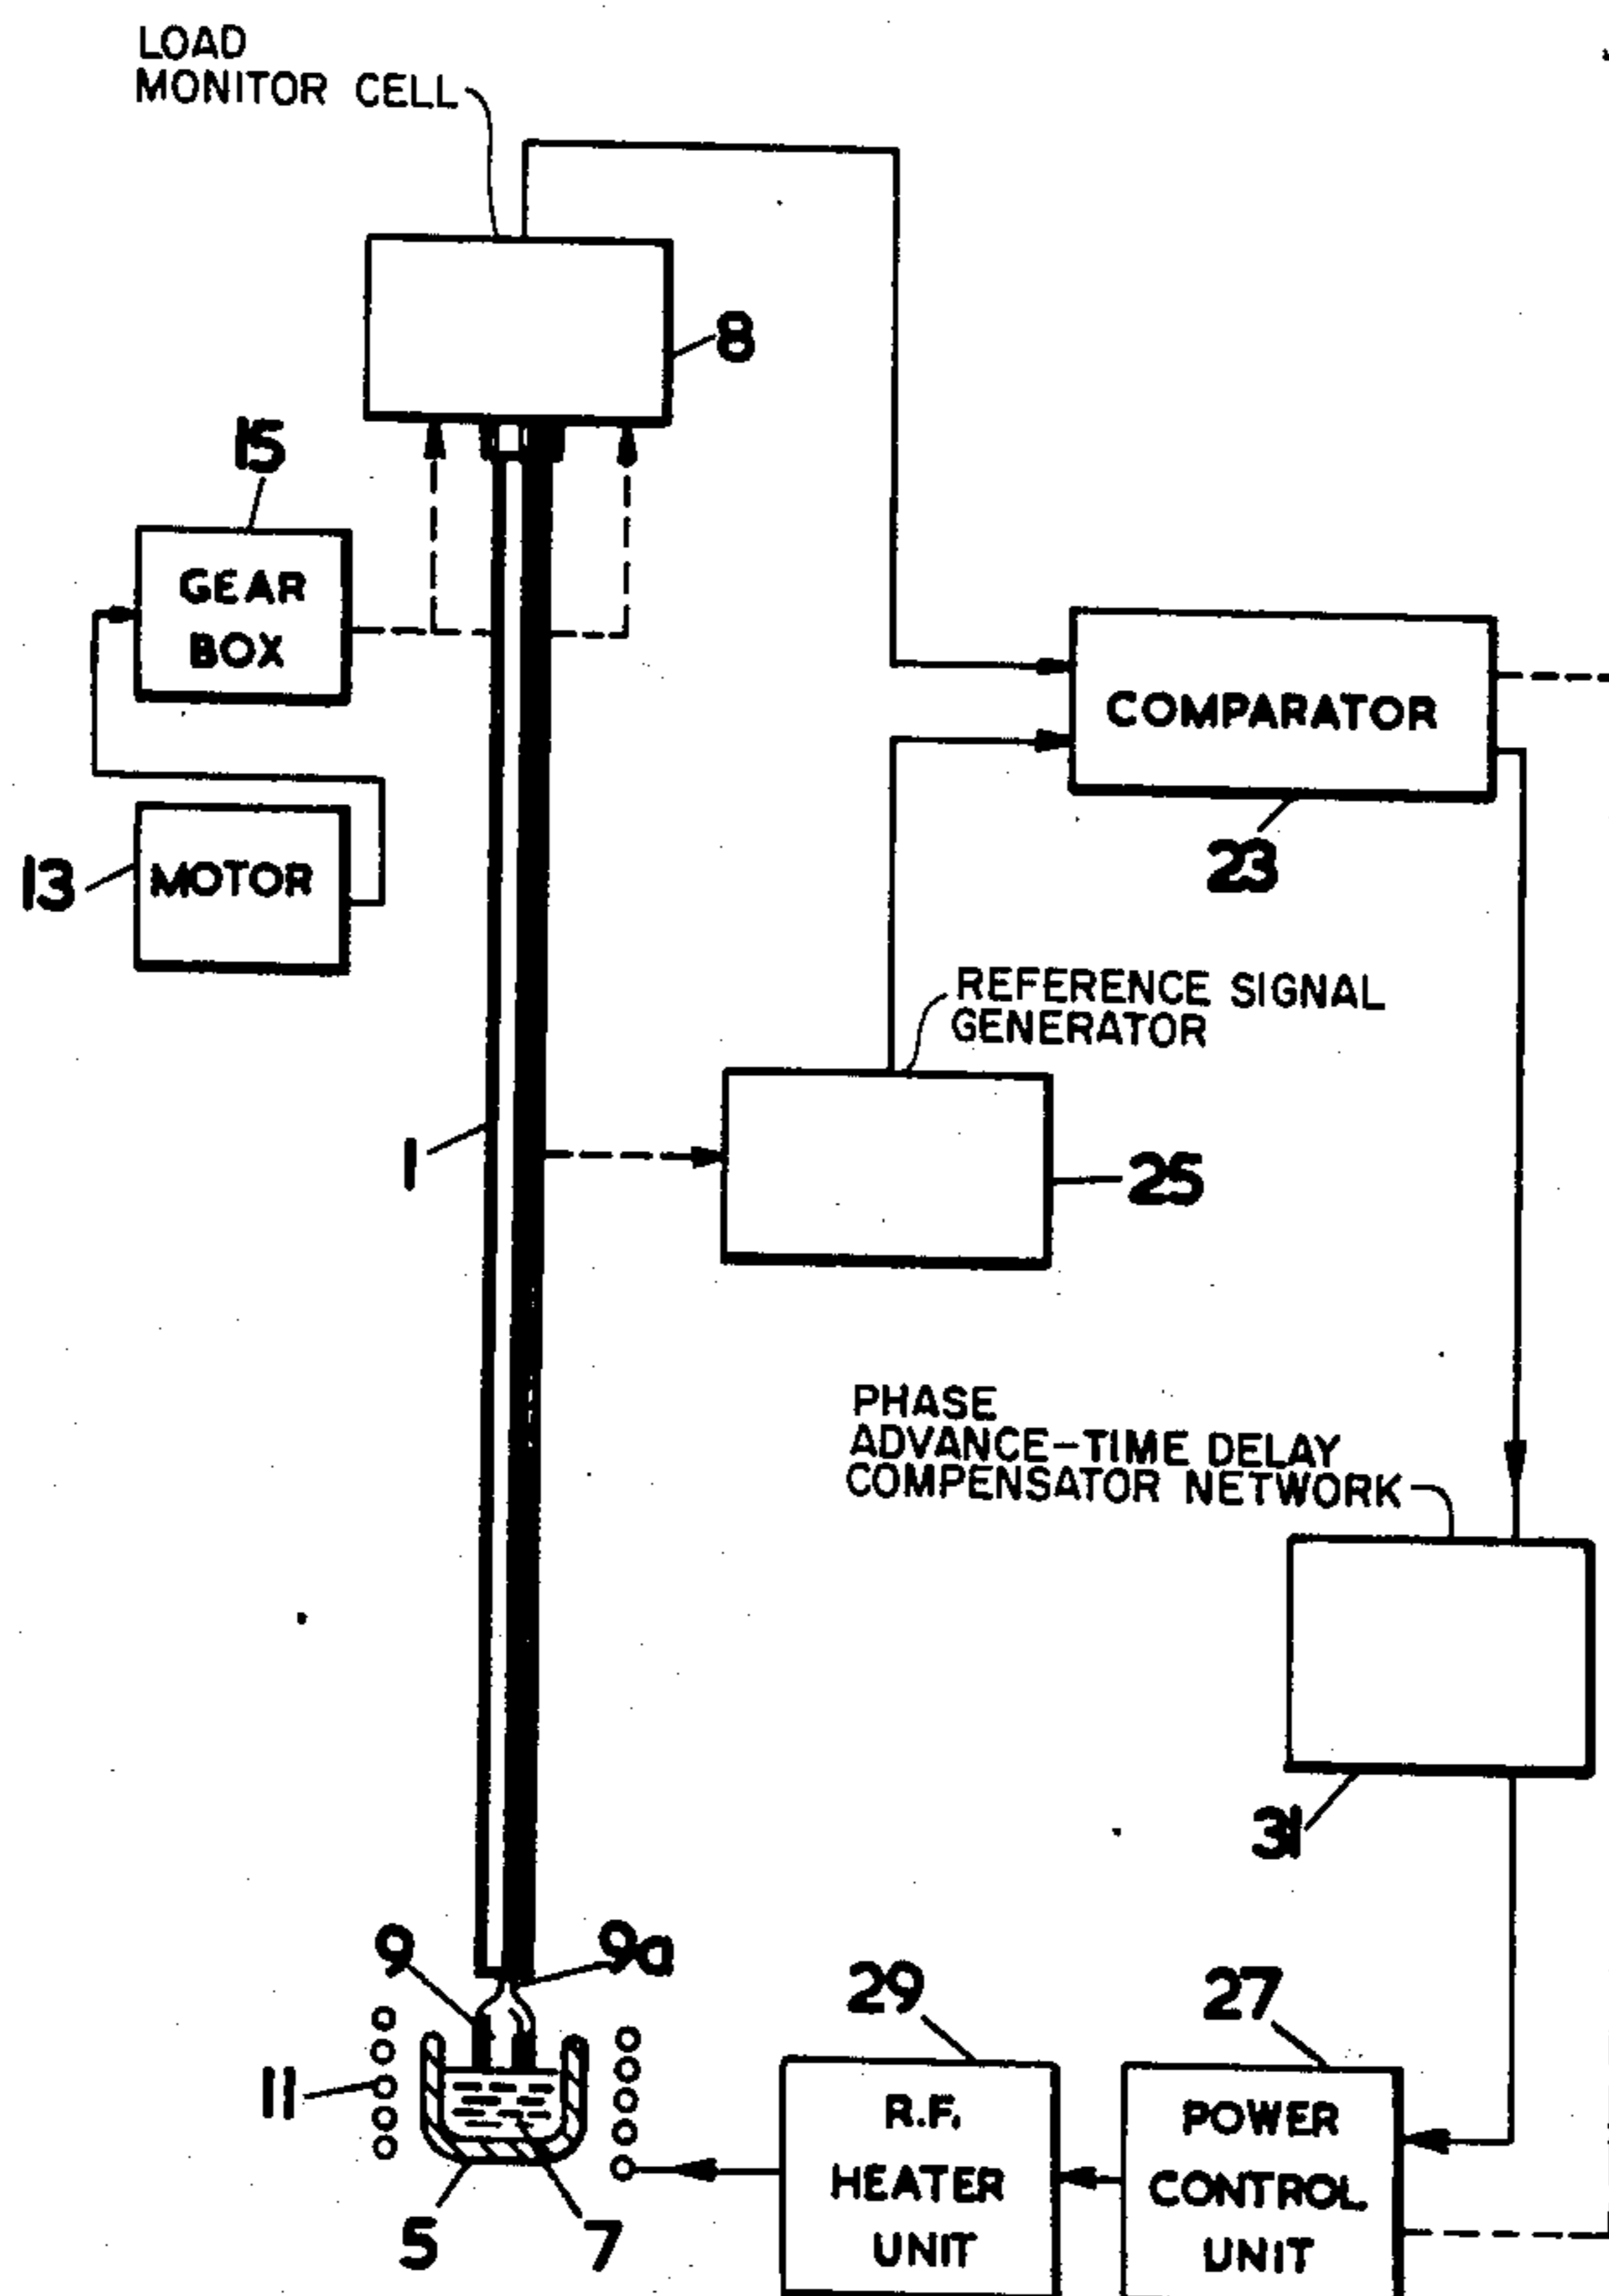 LOAD
MONITOR CELL
8
15
GEAR
BOX
COMPARATOR
13
MOTOR
23
REFERENCE SIGNAL
GENERATOR
1
25
PHASE
ADVANCE-TIME DELAY
COMPENSATOR NETWORK
31
9
9a
29
27
11
R.F.
HEATER
UNIT
POWER
CONTROL
UNIT
5
7